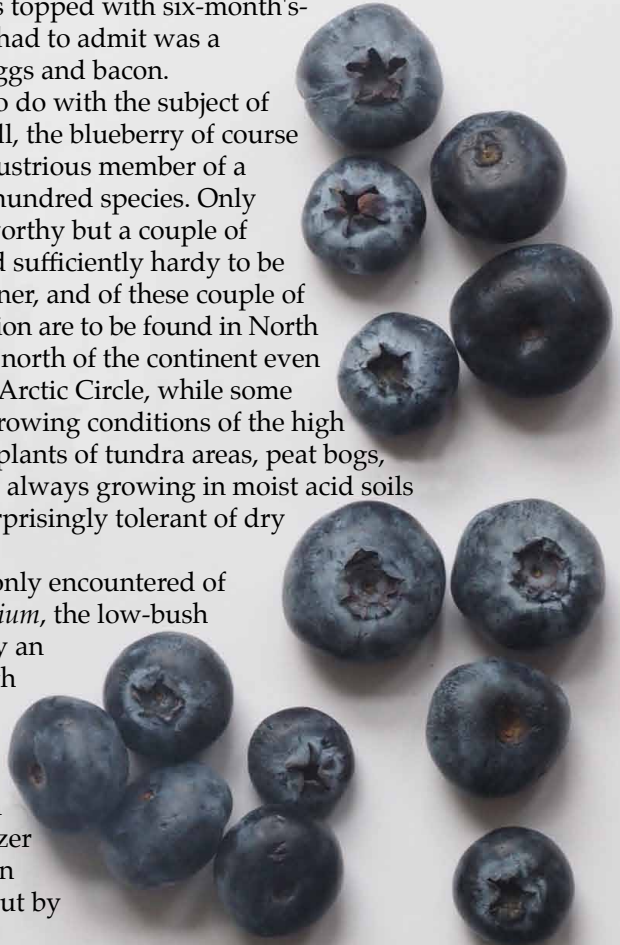 s topped with six-month's-
had to admit was a
ggs and bacon.
o do with the subject of
ll, the blueberry of course
ustrious member of a
hundred species. Only
orthy but a couple of
d sufficiently hardy to be
ner, and of these couple of
ion are to be found in North
north of the continent even
Arctic Circle, while some
rowing conditions of the high
plants of tundra areas, peat bogs,
always growing in moist acid soils
rprisingly tolerant of dry
only encountered of
ium, the low-bush
y an
h
zer
n
ut by